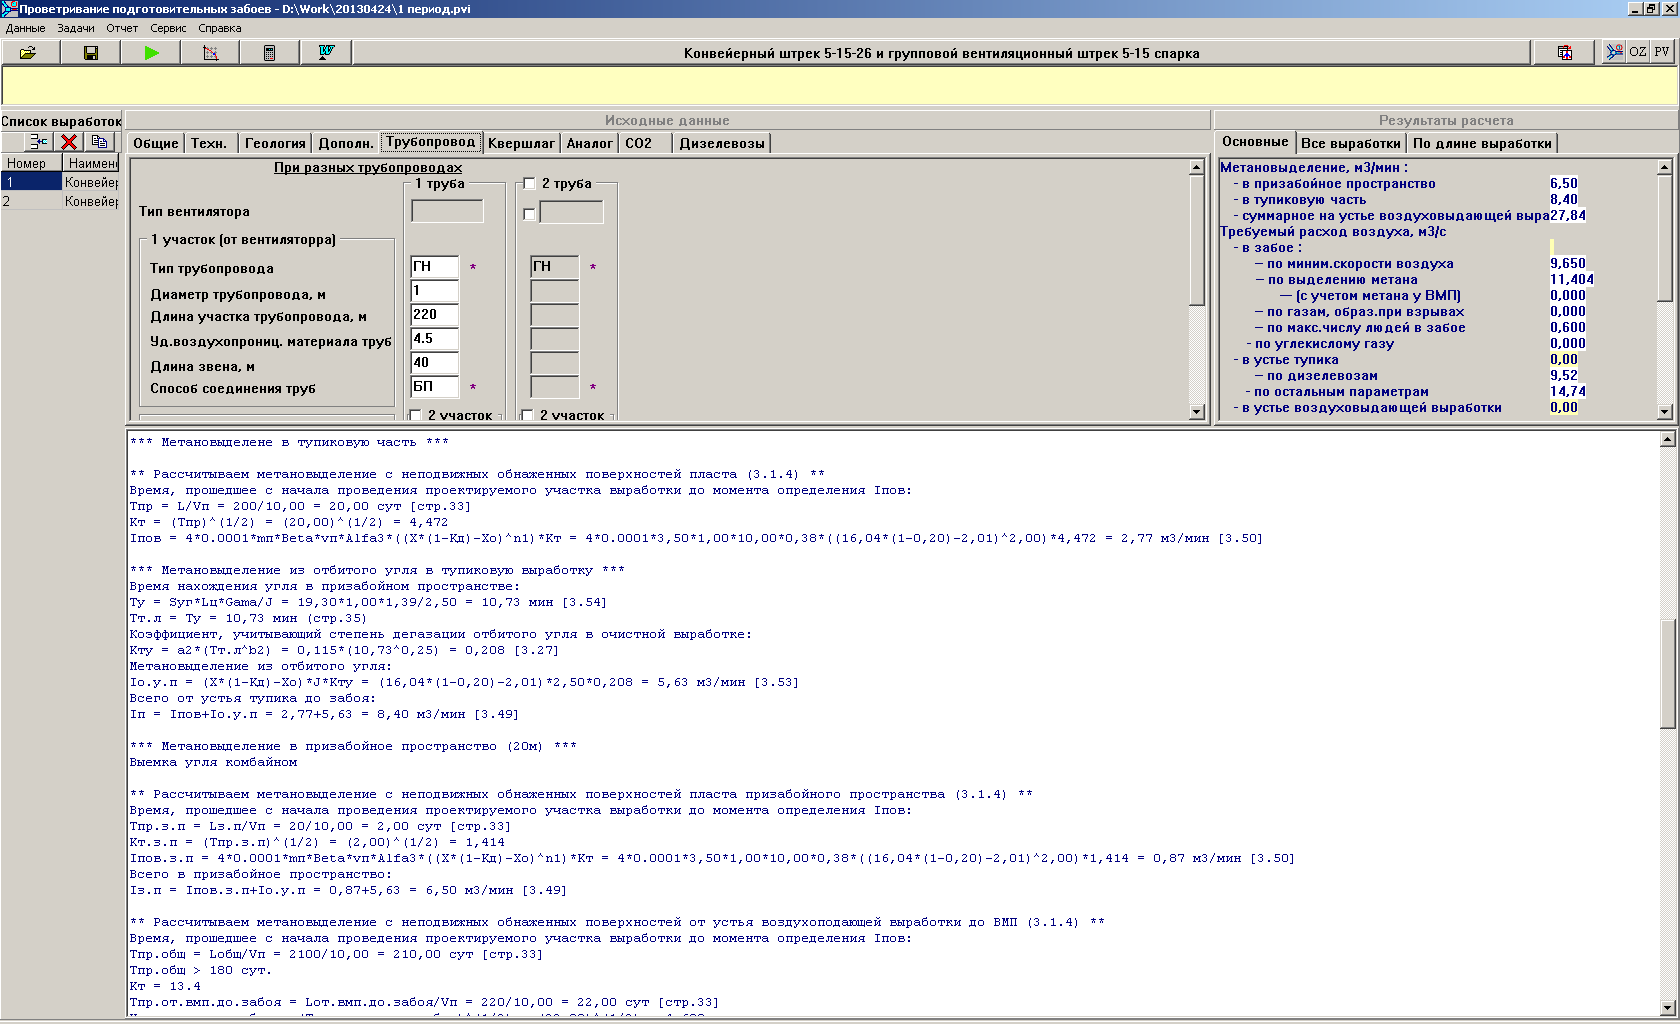 Проветривание подготовительных забоев - D:\Work\20130424\1 период.pvi
Данные Задачи Отчет Сервис Справка
Конвейерный штрек 5-15-26 и групповой вентиляционный штрек 5-15 спарка
OZ PV
Список выработок
Номер Наимен
1 Конвейер
2 Конвейер
Исходные данные
Общие Техн. Геология Дополн. Трубопровод Квершлаг Аналог CO2 Дизелевозы
При разных трубопроводах
1 труба 2 труба
Тип вентилятора
1 участок (от вентиляторра)
Тип трубопровода ГН * ГН *
Диаметр трубопровода, м 1
Длина участка трубопровода, м 220
Уд.воздухопрониц. материала труб 4.5
Длина звена, м 40
Способ соединения труб БП * *
2 участок 2 участок
Результаты расчета
Основные Все выработки По длине выработки
Метановыделение, м3/мин :
- в призабойное пространство 6,50
- в тупиковую часть 8,40
- суммарное на устье воздуховыдающей выра 27,84
Требуемый расход воздуха, м3/с
- в забое :
– по миним.скорости воздуха 9,650
– по выделению метана 11,404
— (с учетом метана у ВМП) 0,000
– по газам, образ.при взрывах 0,000
– по макс.числу людей в забое 0,600
- по углекислому газу 0,000
- в устье тупика 0,00
– по дизелевозам 9,52
- по остальным параметрам 14,74
- в устье воздуховыдающей выработки 0,00
*** Метановыделене в тупиковую часть ***
** Рассчитываем метановыделение с неподвижных обнаженных поверхностей пласта (3.1.4) **
Время, прошедшее с начала проведения проектируемого участка выработки до момента определения Iпов:
Тпр = L/Vп = 200/10,00 = 20,00 сут [стр.33]
Кт = (Тпр)^(1/2) = (20,00)^(1/2) = 4,472
Iпов = 4*0.0001*mп*Beta*vп*Alfa3*((X*(1-Kд)-Xо)^n1)*Kт = 4*0.0001*3,50*1,00*10,00*0,38*((16,04*(1-0,20)-2,01)^2,00)*4,472 = 2,77 м3/мин [3.50]
*** Метановыделение из отбитого угля в тупиковую выработку ***
Время нахождения угля в призабойном пространстве:
Ту = Sуг*Lц*Gama/J = 19,30*1,00*1,39/2,50 = 10,73 мин [3.54]
Тт.л = Ту = 10,73 мин (стр.35)
Коэффициент, учитывающий степень дегазации отбитого угля в очистной выработке:
Кту = a2*(Тт.л^b2) = 0,115*(10,73^0,25) = 0,208 [3.27]
Метановыделение из отбитого угля:
Iо.у.п = (X*(1-Kд)-Xо)*J*Kту = (16,04*(1-0,20)-2,01)*2,50*0,208 = 5,63 м3/мин [3.53]
Всего от устья тупика до забоя:
Iп = Iпов+Iо.у.п = 2,77+5,63 = 8,40 м3/мин [3.49]
*** Метановыделение в призабойное пространство (20м) ***
Выемка угля комбайном
** Рассчитываем метановыделение с неподвижных обнаженных поверхностей пласта призабойного пространства (3.1.4) **
Время, прошедшее с начала проведения проектируемого участка выработки до момента определения Iпов:
Тпр.з.п = Lз.п/Vп = 20/10,00 = 2,00 сут [стр.33]
Кт.з.п = (Тпр.з.п)^(1/2) = (2,00)^(1/2) = 1,414
Iпов.з.п = 4*0.0001*mп*Beta*vп*Alfa3*((X*(1-Kд)-Xо)^n1)*Kт = 4*0.0001*3,50*1,00*10,00*0,38*((16,04*(1-0,20)-2,01)^2,00)*1,414 = 0,87 м3/мин [3.50]
Всего в призабойное пространство:
Iз.п = Iпов.з.п+Iо.у.п = 0,87+5,63 = 6,50 м3/мин [3.49]
** Рассчитываем метановыделение с неподвижных обнаженных поверхностей от устья воздухоподающей выработки до ВМП (3.1.4) **
Время, прошедшее с начала проведения проектируемого участка выработки до момента определения Iпов:
Тпр.общ = Lобщ/Vп = 2100/10,00 = 210,00 сут [стр.33]
Тпр.общ > 180 сут.
Кт = 13.4
Тпр.от.вмп.до.забоя = Lот.вмп.до.забоя/Vп = 220/10,00 = 22,00 сут [стр.33]